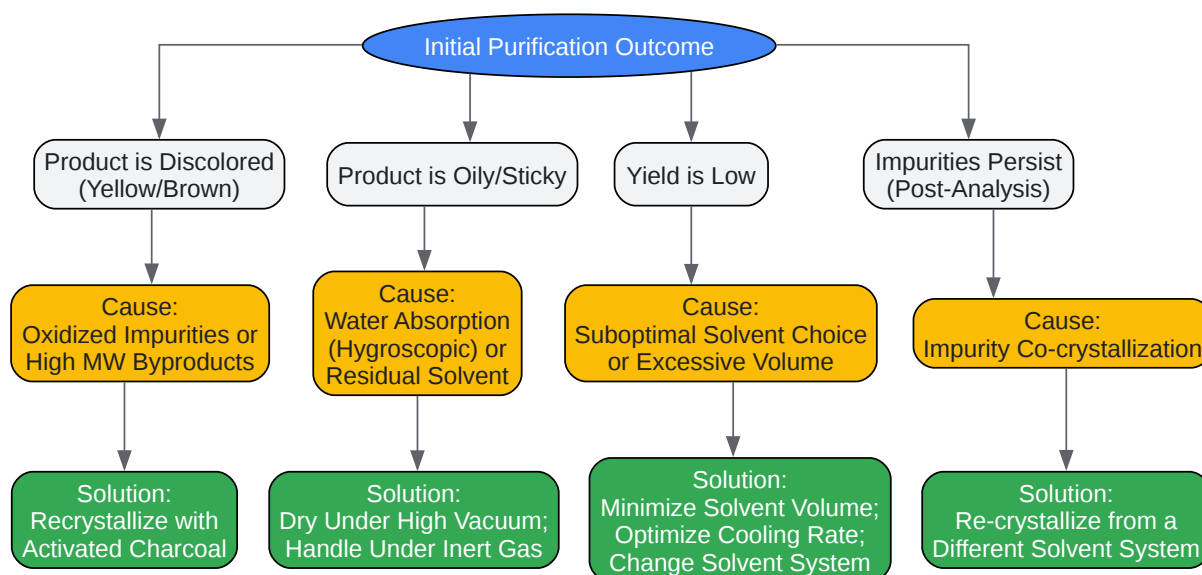 Initial Purification Outcome
Product is Discolored
(Yellow/Brown)
Product is Oily/Sticky
Yield is Low
Impurities Persist
(Post-Analysis)
Cause:
Oxidized Impurities or
High MW Byproducts
Cause:
Water Absorption
(Hygroscopic) or
Residual Solvent
Cause:
Suboptimal Solvent Choice
or Excessive Volume
Cause:
Impurity Co-crystallization
Solution:
Recrystallize with
Activated Charcoal
Solution:
Dry Under High Vacuum;
Handle Under Inert Gas
Solution:
Minimize Solvent Volume;
Optimize Cooling Rate;
Change Solvent System
Solution:
Re-crystallize from a
Different Solvent System